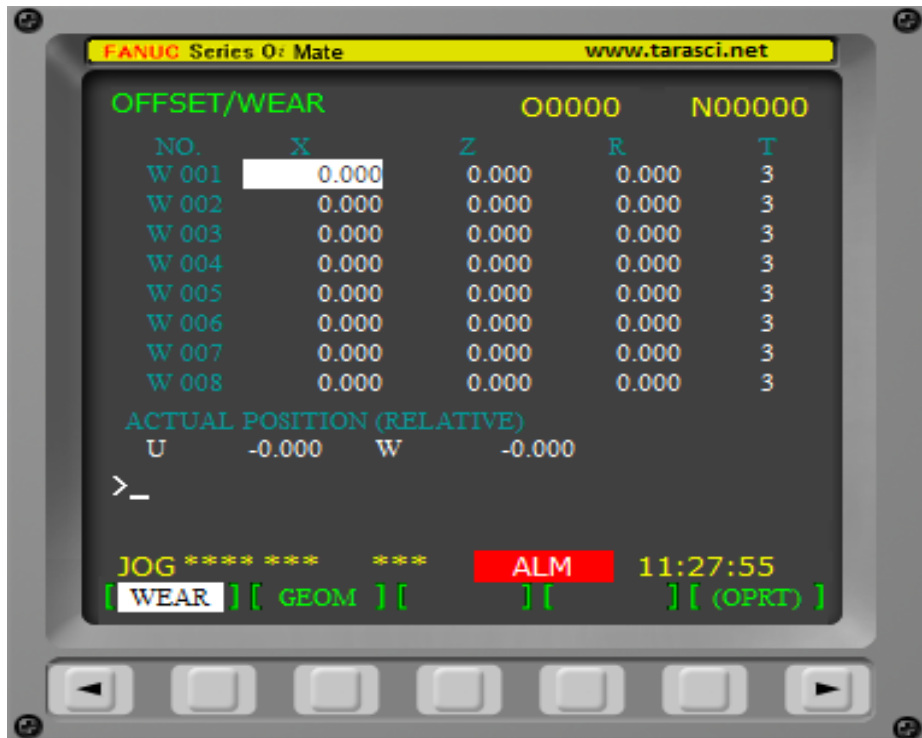 FANUC Series 0i Mate www.tarasci.net
OFFSET/WEAR O0000 N00000
NO. X Z R T
W 001 0.000 0.000 0.000 3
W 002 0.000 0.000 0.000 3
W 003 0.000 0.000 0.000 3
W 004 0.000 0.000 0.000 3
W 005 0.000 0.000 0.000 3
W 006 0.000 0.000 0.000 3
W 007 0.000 0.000 0.000 3
W 008 0.000 0.000 0.000 3
ACTUAL POSITION (RELATIVE)
U -0.000 W -0.000
>_
JOG **** *** *** ALM 11:27:55
[ WEAR ] [ GEOM ] [ ] [ ] [ (OPRT) ]